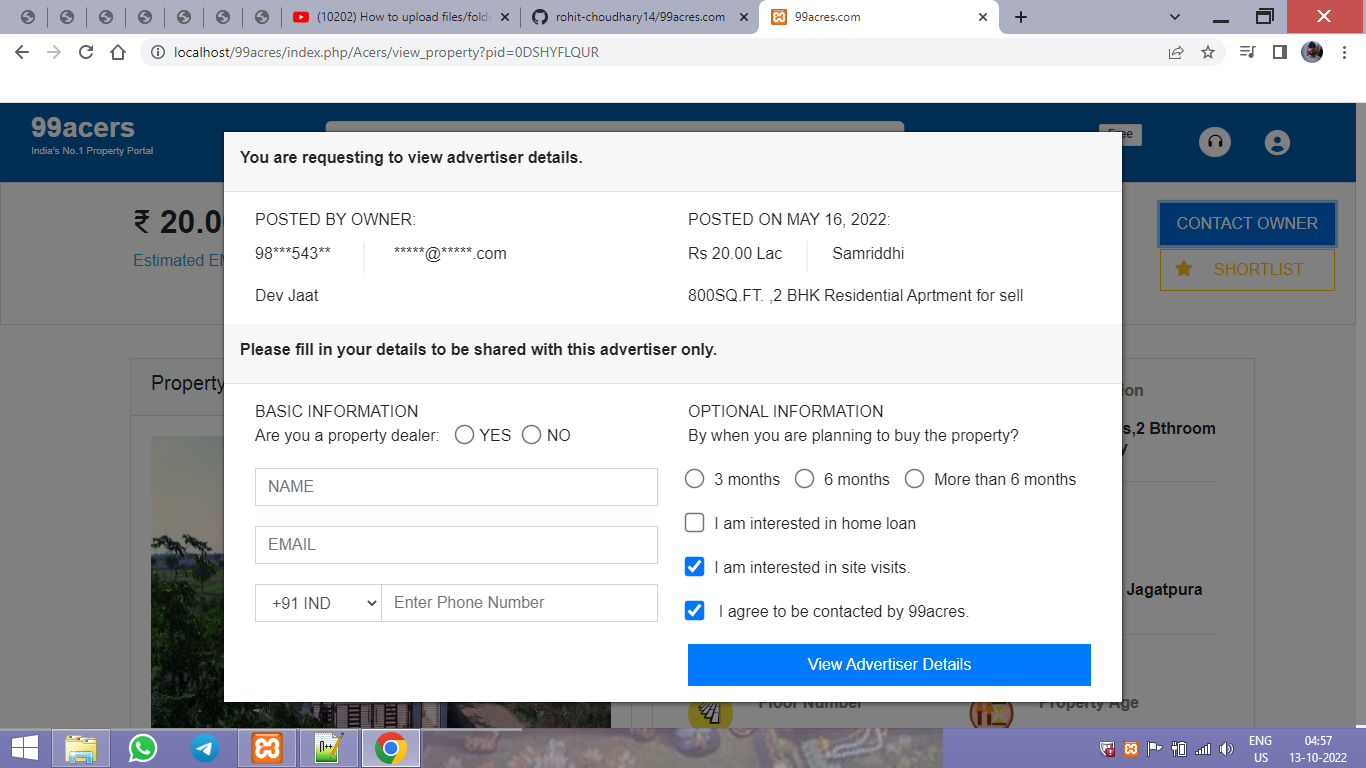 (10202) How to upload files/fold
rohit-choudhary14/99acres.com
99acres.com
localhost/99acres/index.php/Acers/view_property?pid=0DSHYFLQUR
99acers
India's No.1 Property Portal
Free
₹ 20.0
Estimated EM
CONTACT OWNER
SHORTLIST
You are requesting to view advertiser details.
POSTED BY OWNER:
98***543**
*****@*****.com
Dev Jaat
POSTED ON MAY 16, 2022:
Rs 20.00 Lac
Samriddhi
800SQ.FT. ,2 BHK Residential Aprtment for sell
Please fill in your details to be shared with this advertiser only.
Property
BASIC INFORMATION
Are you a property dealer: YES NO
NAME
EMAIL
+91 IND
Enter Phone Number
OPTIONAL INFORMATION
By when you are planning to buy the property?
3 months 6 months More than 6 months
I am interested in home loan
I am interested in site visits.
I agree to be contacted by 99acres.
View Advertiser Details
ion
s,2 Bthroom
y
Jagatpura
Floor Number
Property Age
ENG
US
04:57
13-10-2022